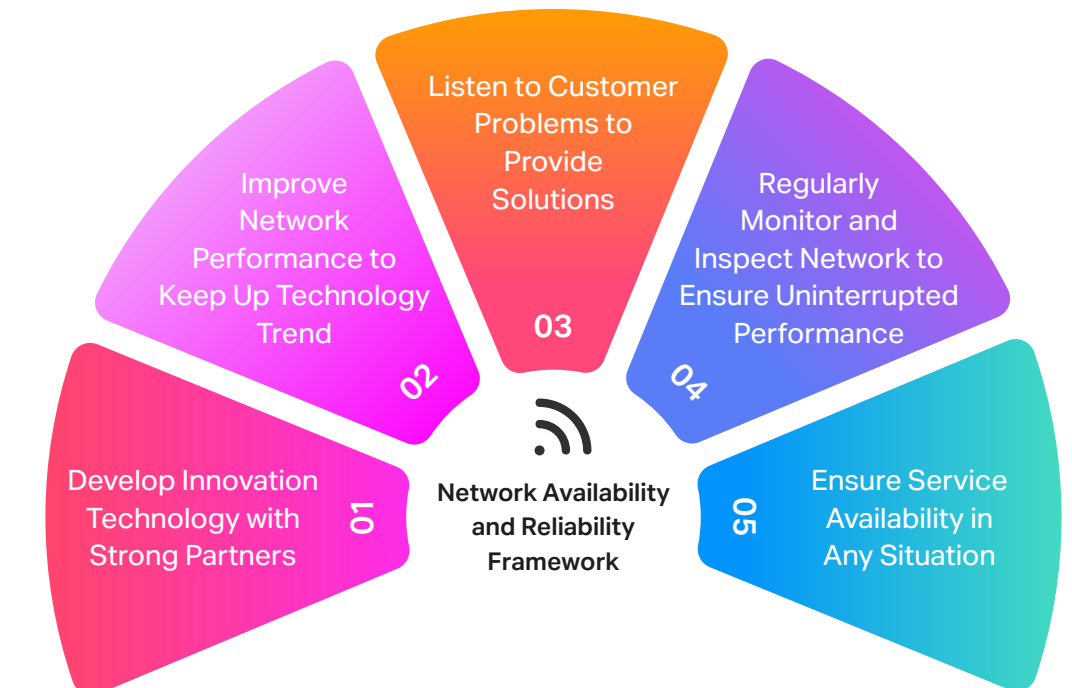 Develop Innovation
Technology with
Strong Partners
01
Improve
Network
Performance to
Keep Up Technology
Trend
02
Listen to Customer
Problems to
Provide
Solutions
03
Regularly
Monitor and
Inspect Network to
Ensure Uninterrupted
Performance
04
Ensure Service
Availability in
Any Situation
05
Network Availability
and Reliability
Framework